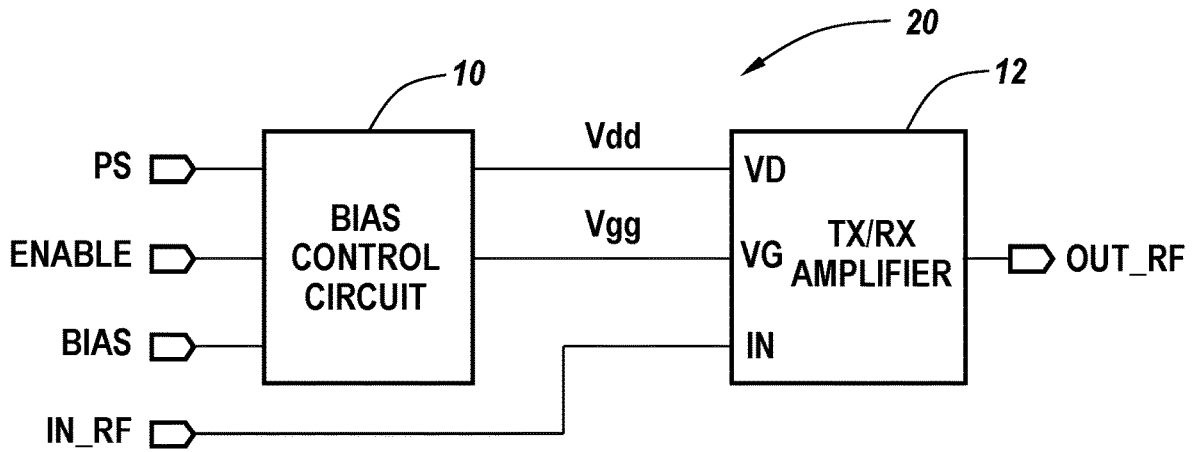 20
10
12
Vdd
PS
VD
BIAS
CONTROL
CIRCUIT
Vgg
TX/RX
AMPLIFIER
ENABLE
VG
OUT_RF
BIAS
IN
IN_RF